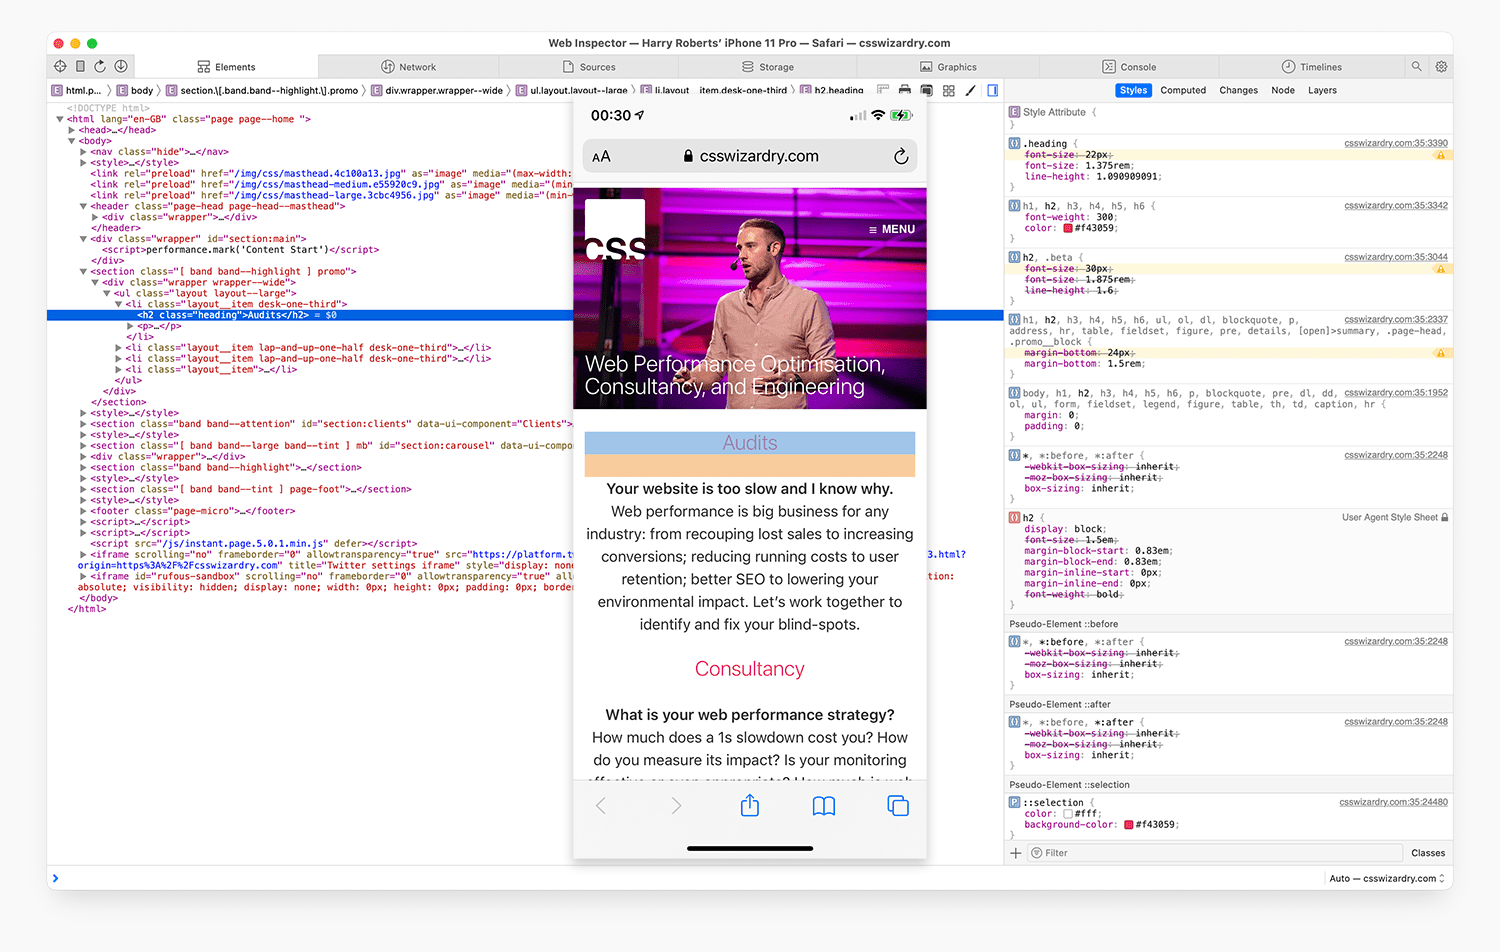 Web Inspector — Harry Roberts’ iPhone 11 Pro — Safari — csswizardry.com
Elements
Network
Sources
Storage
Graphics
Console
Timelines
E html.p...
E body
E section.\[.band.band--highlight.\].promo
E div.wrapper.wrapper--wide
E ul.layout.layout--large
E li.layout__item.desk-one-third
E h2.heading
<!DOCTYPE html>
<html lang="en-GB" class="page page--home ">
<head>…</head>
<body>
<nav class="hide">…</nav>
<style>…</style>
<link rel="preload" href="/img/css/masthead.4c100a13.jpg" as="image" media="(max-width:
<link rel="preload" href="/img/css/masthead-medium.e55920c9.jpg" as="image" media="(min
<link rel="preload" href="/img/css/masthead-large.3cbc4956.jpg" as="image" media="(min-
<header class="page-head page-head--masthead">
<div class="wrapper">…</div>
</header>
<div class="wrapper" id="section:main">
<script>performance.mark('Content Start')</script>
</div>
<section class="[ band band--highlight ] promo">
<div class="wrapper wrapper--wide">
<ul class="layout layout--large">
<li class="layout__item desk-one-third">
<h2 class="heading">Audits</h2> = $0
<p>…</p>
</li>
<li class="layout__item lap-and-up-one-half desk-one-third">…</li>
<li class="layout__item lap-and-up-one-half desk-one-third">…</li>
<li class="layout__item">…</li>
</ul>
</div>
</section>
<style>…</style>
<section class="band band--attention" id="section:clients" data-ui-component="Clients">
<style>…</style>
<section class="[ band band--large band--tint ] mb" id="section:carousel" data-ui-compon
<div class="wrapper">…</div>
<section class="band band--highlight">…</section>
<style>…</style>
<section class="[ band band--tint ] page-foot">…</section>
<style>…</style>
<footer class="page-micro">…</footer>
<script>…</script>
<script>…</script>
<script src="/js/instant.page.5.0.1.min.js" defer></script>
<iframe scrolling="no" frameborder="0" allowtransparency="true" src="https://platform.tw
3.html?
origin=https%3A%2F%2Fcsswizardry.com" title="Twitter settings iframe" style="display: none
<iframe id="rufous-sandbox" scrolling="no" frameborder="0" allowtransparency="true" allo
tion:
absolute; visibility: hidden; display: none; width: 0px; height: 0px; padding: 0px; border
</body>
</html>
00:30
AA
csswizardry.com
CSS
MENU
Web Performance Optimisation,
Consultancy, and Engineering
Audits
Your website is too slow and I know why.
Web performance is big business for any
industry: from recouping lost sales to increasing
conversions; reducing running costs to user
retention; better SEO to lowering your
environmental impact. Let’s work together to
identify and fix your blind-spots.
Consultancy
What is your web performance strategy?
How much does a 1s slowdown cost you? How
do you measure its impact? Is your monitoring
effective or even appropriate? How much is web
Styles
Computed
Changes
Node
Layers
E Style Attribute {
}
.heading {
csswizardry.com:35:3390
font-size: 22px;
font-size: 1.375rem;
line-height: 1.090909091;
}
h1, h2, h3, h4, h5, h6 {
csswizardry.com:35:3342
font-weight: 300;
color: #f43059;
}
h2, .beta {
csswizardry.com:35:3044
font-size: 30px;
font-size: 1.875rem;
line-height: 1.6;
}
h1, h2, h3, h4, h5, h6, ul, ol, dl, blockquote, p,
csswizardry.com:35:2337
address, hr, table, fieldset, figure, pre, details, [open]>summary, .page-head,
.promo__block {
margin-bottom: 24px;
margin-bottom: 1.5rem;
}
body, h1, h2, h3, h4, h5, h6, p, blockquote, pre, dl, dd,
csswizardry.com:35:1952
ol, ul, form, fieldset, legend, figure, table, th, td, caption, hr {
margin: 0;
padding: 0;
}
*, *:before, *:after {
csswizardry.com:35:2248
-webkit-box-sizing: inherit;
-moz-box-sizing: inherit;
box-sizing: inherit;
}
h2 {
User Agent Style Sheet
display: block;
font-size: 1.5em;
margin-block-start: 0.83em;
margin-block-end: 0.83em;
margin-inline-start: 0px;
margin-inline-end: 0px;
font-weight: bold;
}
Pseudo-Element ::before
*, *:before, *:after {
csswizardry.com:35:2248
-webkit-box-sizing: inherit;
-moz-box-sizing: inherit;
box-sizing: inherit;
}
Pseudo-Element ::after
*, *:before, *:after {
csswizardry.com:35:2248
-webkit-box-sizing: inherit;
-moz-box-sizing: inherit;
box-sizing: inherit;
}
Pseudo-Element ::selection
P ::selection {
csswizardry.com:35:24480
color: #fff;
background-color: #f43059;
}
Filter
Classes
Auto — csswizardry.com